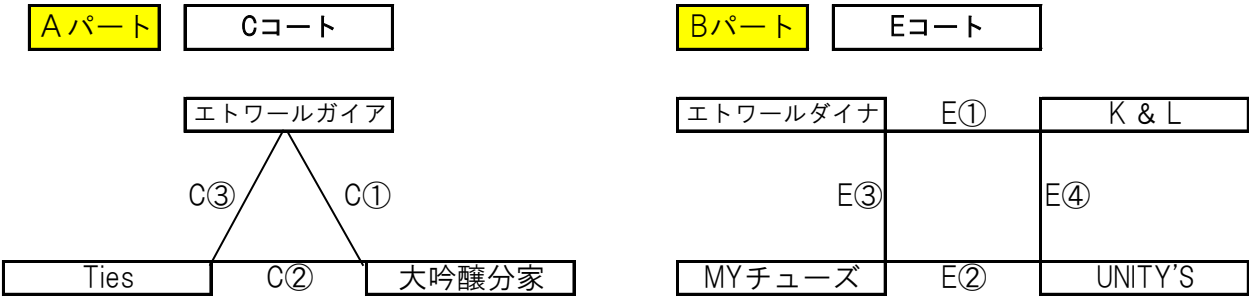 Aパート Cコート Bパート Eコート
エトワールガイア エトワールダイナ E① K & L
C③ C① E③ E④
Ties C② 大吟醸分家 MYチューズ E② UNITY'S